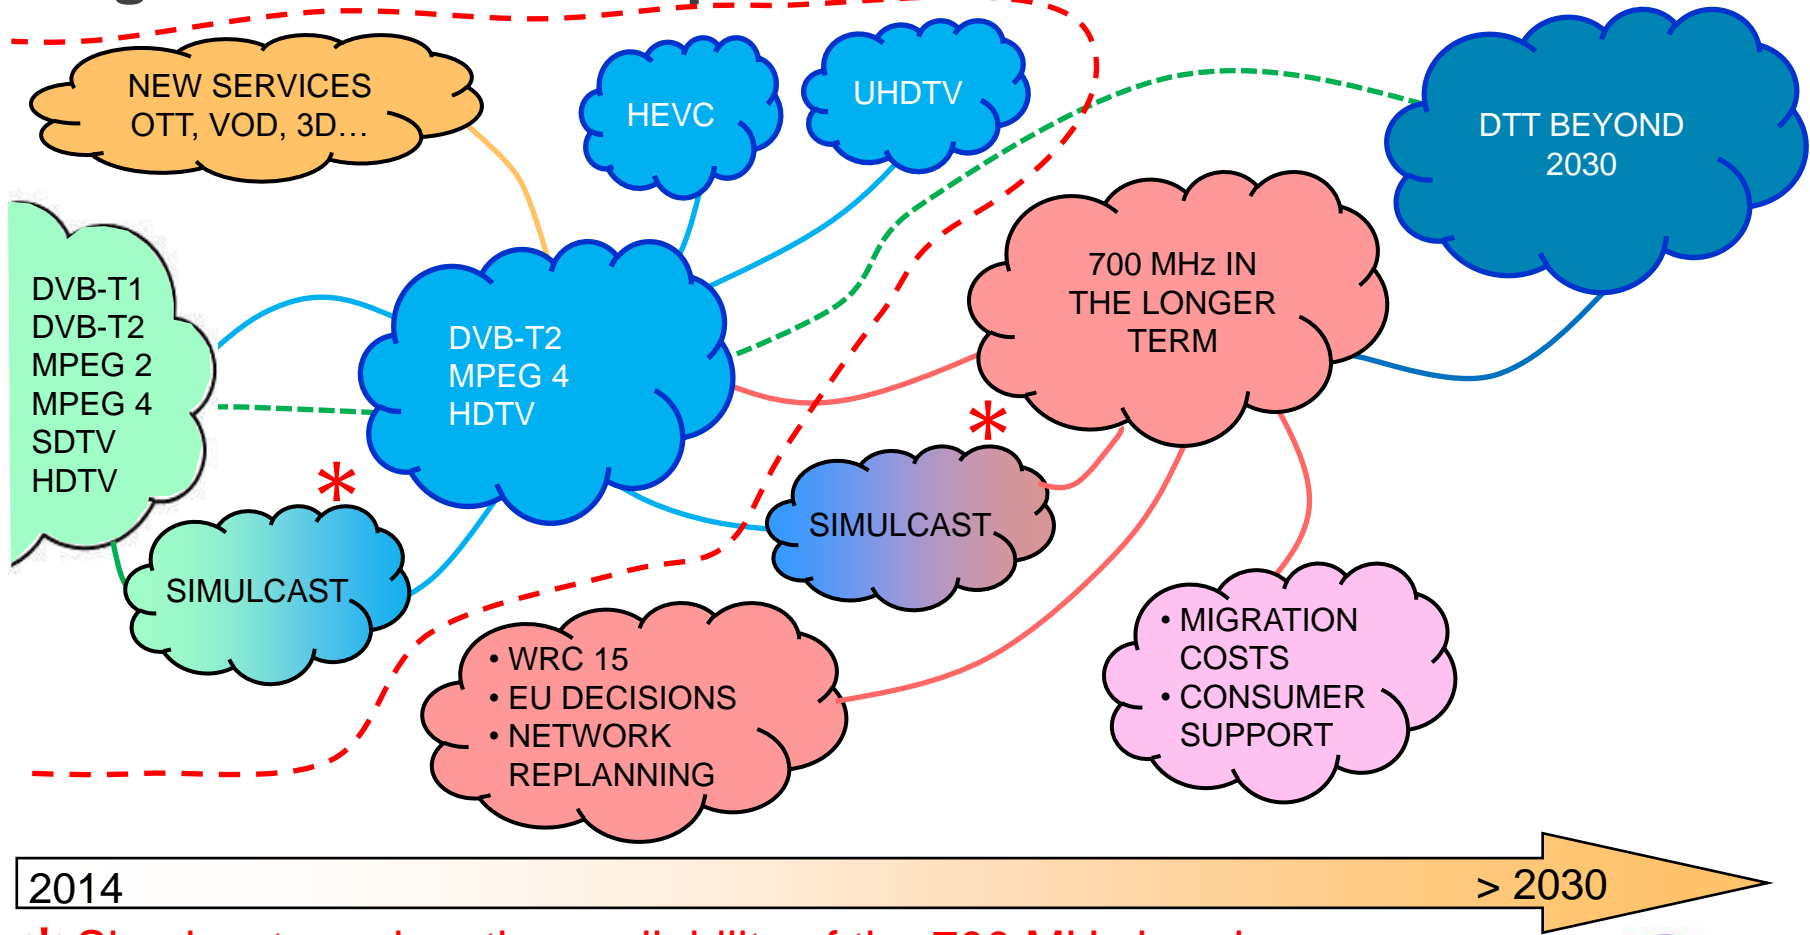 NEW SERVICES
OTT, VOD, 3D…
HEVC
UHDTV
DTT BEYOND
2030
DVB-T1
DVB-T2
MPEG 2
MPEG 4
SDTV
HDTV
DVB-T2
MPEG 4
HDTV
700 MHz IN
THE LONGER
TERM
*
SIMULCAST
*
SIMULCAST
• WRC 15
• EU DECISIONS
• NETWORK
REPLANNING
• MIGRATION
COSTS
• CONSUMER
SUPPORT
2014
> 2030